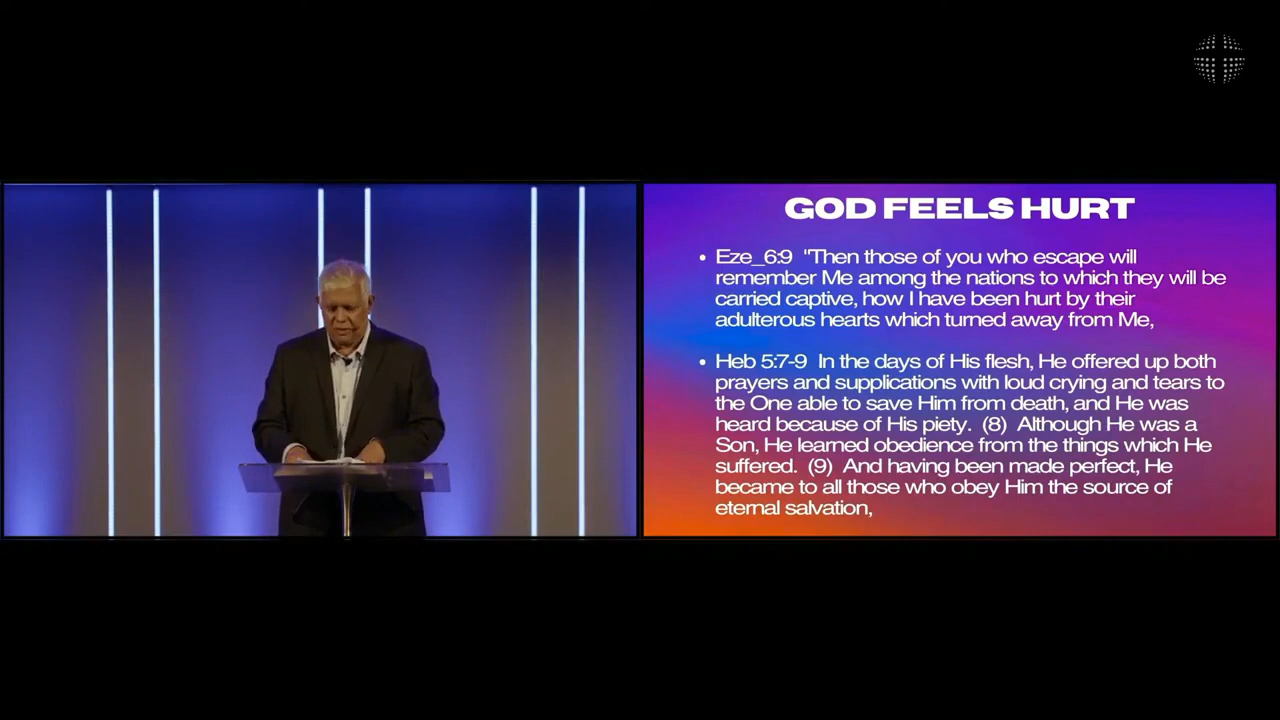 GOD FEELS HURT
• Eze_6:9 "Then those of you who escape will
remember Me among the nations to which they will be
carried captive, how I have been hurt by their
adulterous hearts which turned away from Me,
• Heb 5:7-9 In the days of His flesh, He offered up both
prayers and supplications with loud crying and tears to
the One able to save Him from death, and He was
heard because of His piety. (8) Although He was a
Son, He learned obedience from the things which He
suffered. (9) And having been made perfect, He
became to all those who obey Him the source of
eternal salvation,